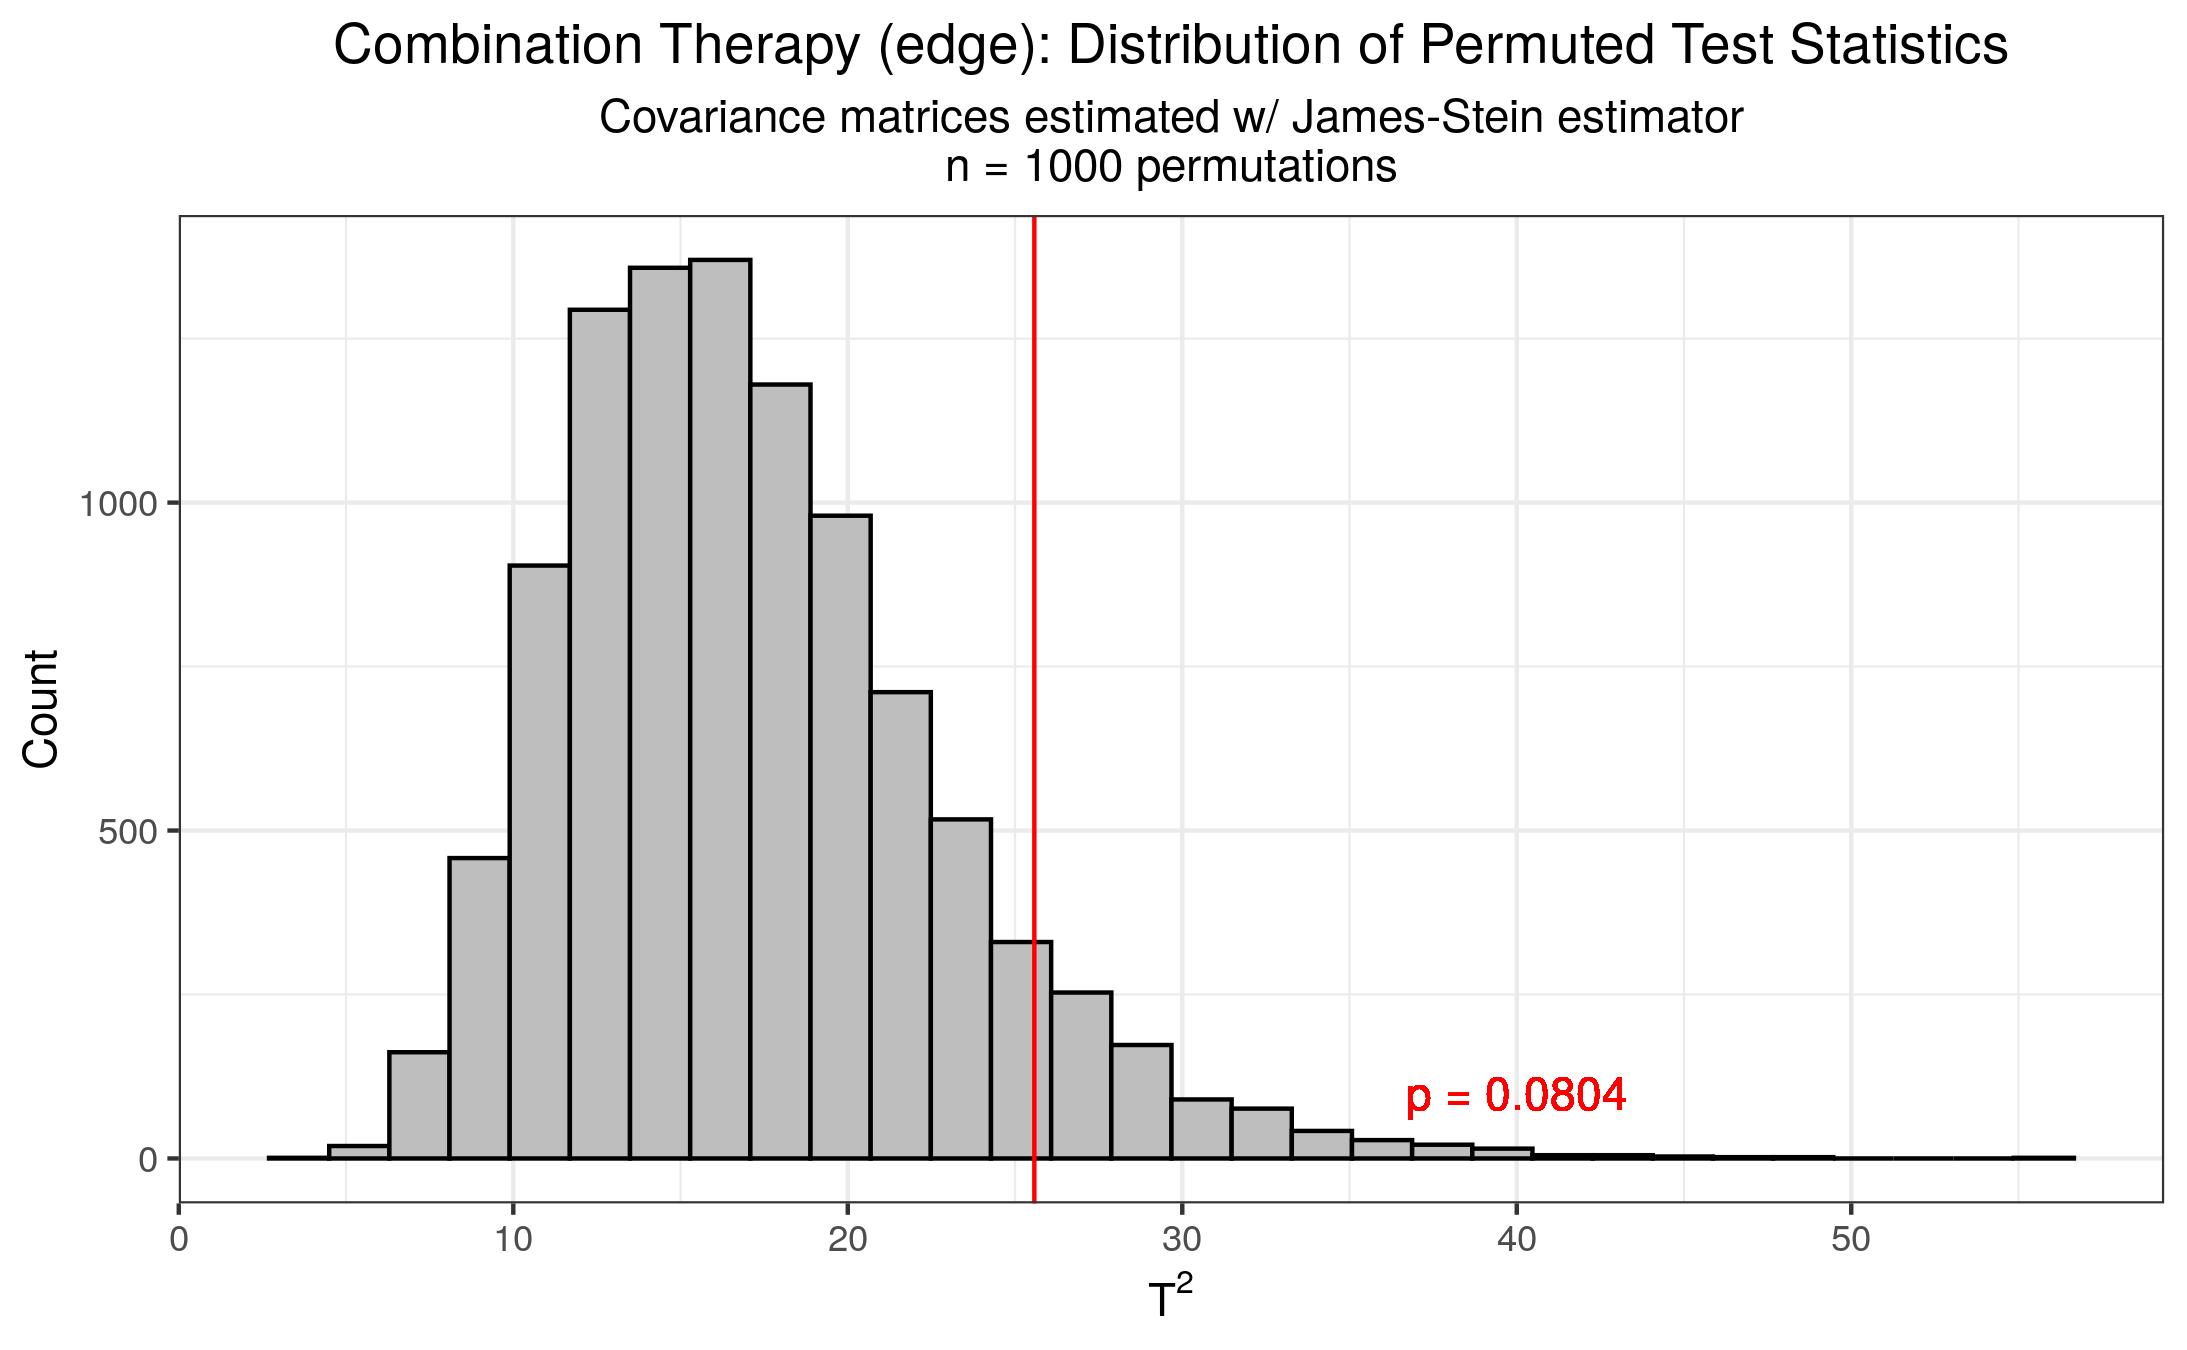 Combination Therapy (edge): Distribution of Permuted Test Statistics
Covariance matrices estimated w/ James-Stein estimator
n = 1000 permutations
Count
1000
500
0
p = 0.0804
0 10 20 30 40 50
T²